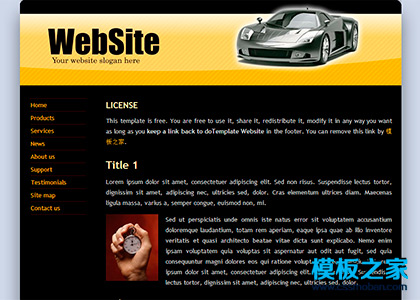 WebSite
Your website slogan here
Home
Products
Services
News
About us
Support
Testimonials
Site map
Contact us
LICENSE
This template is free. You are free to use it, share it, redistribute it, modify it in any way you want
as long as you keep a link back to doTemplate Website in the footer. You can remove this link by 模
板之家.
Title 1
Lorem ipsum dolor sit amet, consectetuer adipiscing elit. Sed non risus. Suspendisse lectus tortor,
dignissim sit amet, adipiscing nec, ultricies sed, dolor. Cras elementum ultrices diam. Maecenas
ligula massa, varius a, semper congue, euismod non, mi.
Sed ut perspiciatis unde omnis iste natus error sit voluptatem accusantium
doloremque laudantium, totam rem aperiam, eaque ipsa quae ab illo inventore
veritatis et quasi architecto beatae vitae dicta sunt explicabo. Nemo enim
ipsam voluptatem quia voluptas sit aspernatur aut odit aut fugit, sed quia
consequuntur magni dolores eos qui ratione voluptatem
ipsum dolor sit amet, consectetuer adipiscing elit.
tortor, dignissim sit amet, adipiscing nec, ultricies
模板之家